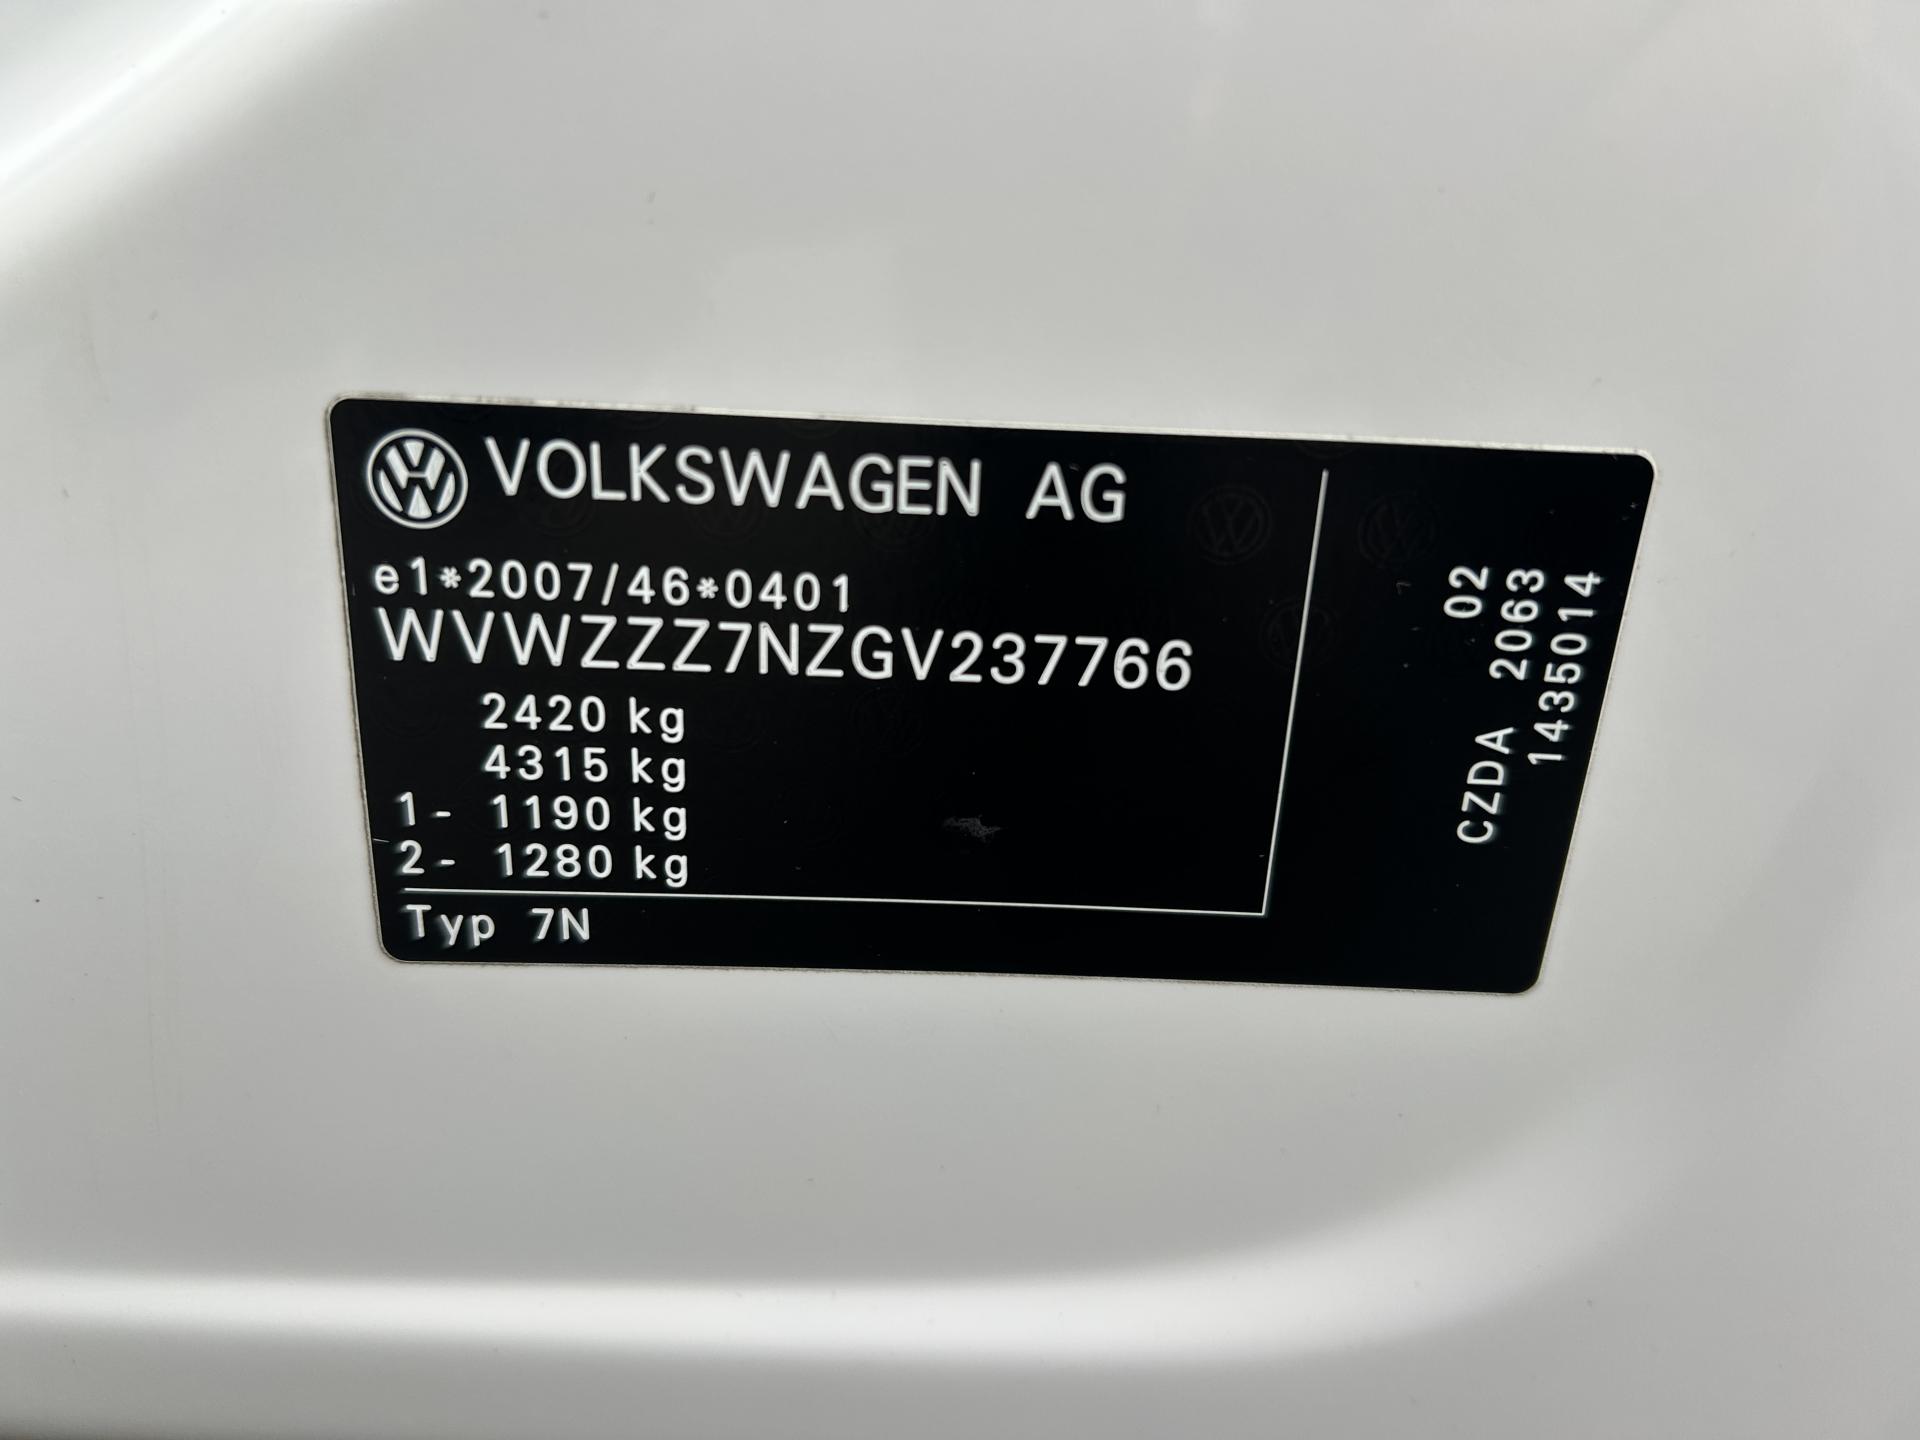 VOLKSWAGEN AG
e1*2007/46*0401
WVWZZZ7NZGV237766
2420 kg
4315 kg
1- 1190 kg
2- 1280 kg
Typ 7N
CZDA 02
2063
1435014